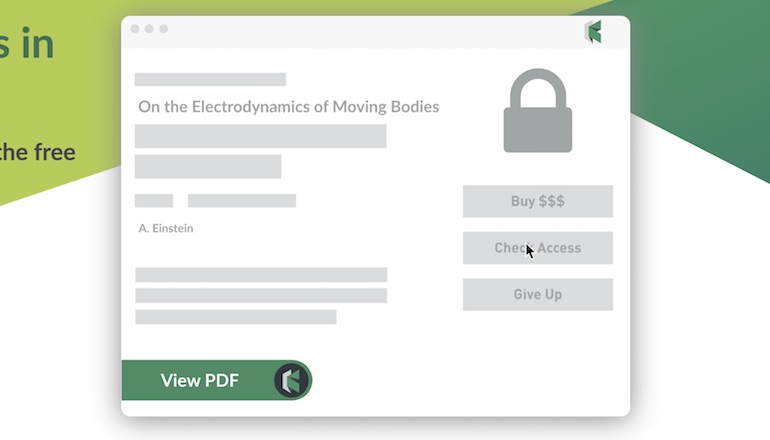 s in
the free
On the Electrodynamics of Moving Bodies
A. Einstein
Buy $$$
Check Access
Give Up
View PDF